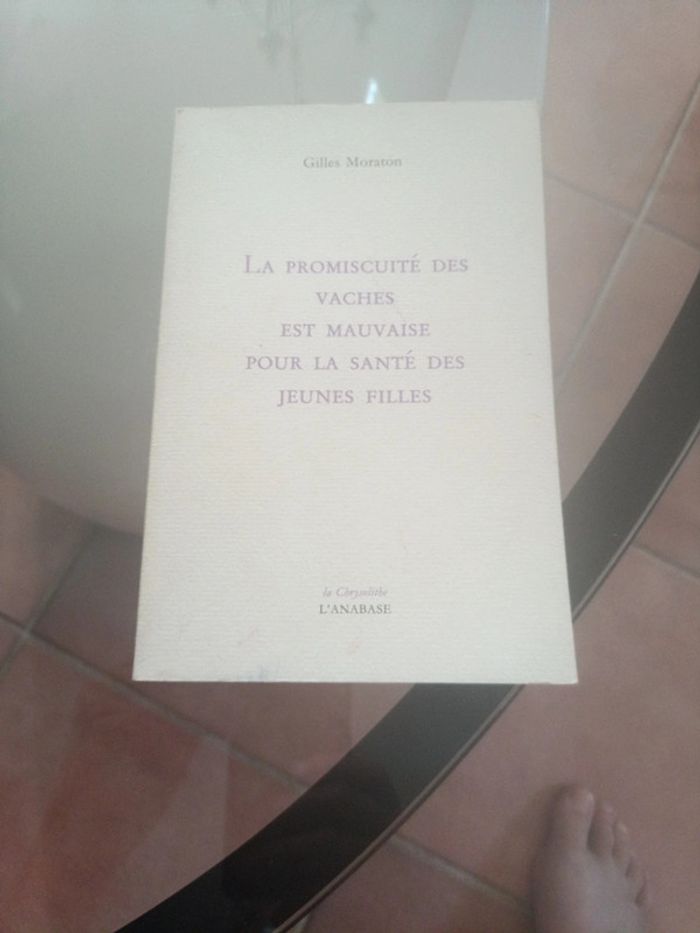 Gilles Moraton
LA PROMISCUITÉ DES
VACHES
EST MAUVAISE
POUR LA SANTÉ DES
JEUNES FILLES
la Chrysolithe
L'ANABASE